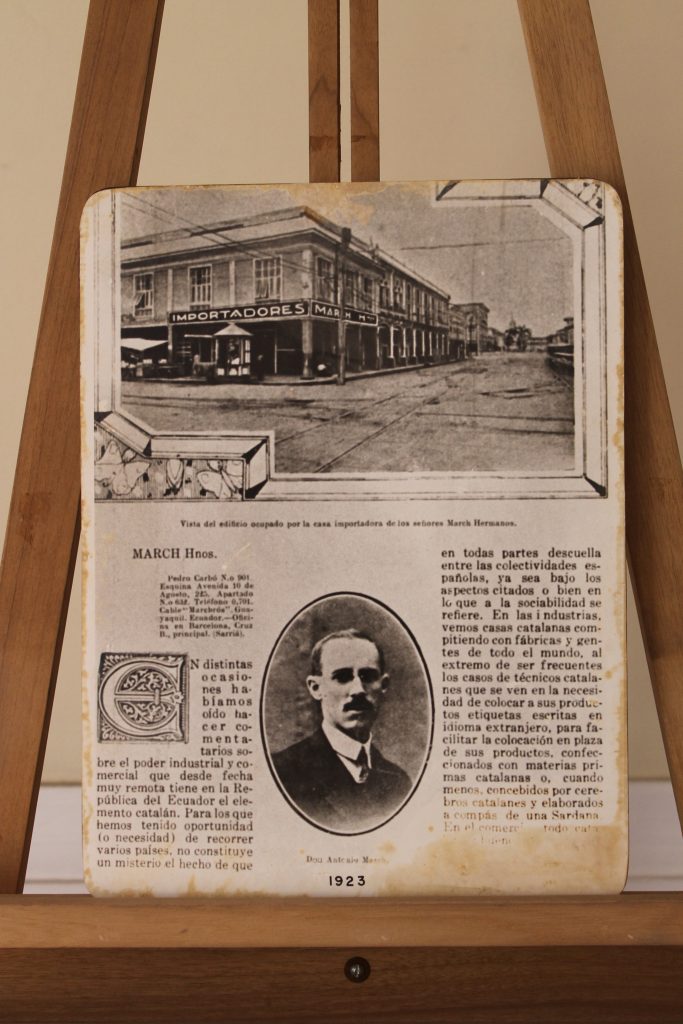 IMPORTADORES
MARCH Hnos
Vista del edificio ocupado por la casa importadora de los señores March Hermanos.
MARCH Hnos.
Pedro Carbó N.o 901.
Esquina Avenida 10 de
Agosto, 225. Apartado
N.o 632. Teléfono 0,701.
Cable "Marchrós". Gua-
yaquil. Ecuador.—Ofici-
nas en Barcelona, Cruz
B., principal. (Sarriá).
EN distintas
ocasio-
nes ha-
bíamos
oído ha-
cer co-
menta-
tarios so-
bre el poder industrial y co-
mercial que desde fecha
muy remota tiene en la Re-
pública del Ecuador el ele-
mento catalán. Para los que
hemos tenido oportunidad
(o necesidad) de recorrer
varios países, no constituye
un misterio el hecho de que
Don Antonio March.
1923
en todas partes descuella
entre las colectividades es-
pañolas, ya sea bajo los
aspectos citados o bien en
lo que a la sociabilidad se
refiere. En las industrias,
vemos casas catalanas com-
pitiendo con fábricas y gen-
tes de todo el mundo, al
extremo de ser frecuentes
los casos de técnicos catala-
nes que se ven en la necesi-
dad de colocar a sus produc-
tos etiquetas escritas en
idioma extranjero, para fa-
cilitar la colocación en plaza
de sus productos, confec-
cionados con materias pri-
mas catalanas o, cuando
menos, concebidos por cere-
bros catalanes y elaborados
a compás de una Sardana.
En el comerci todo cata